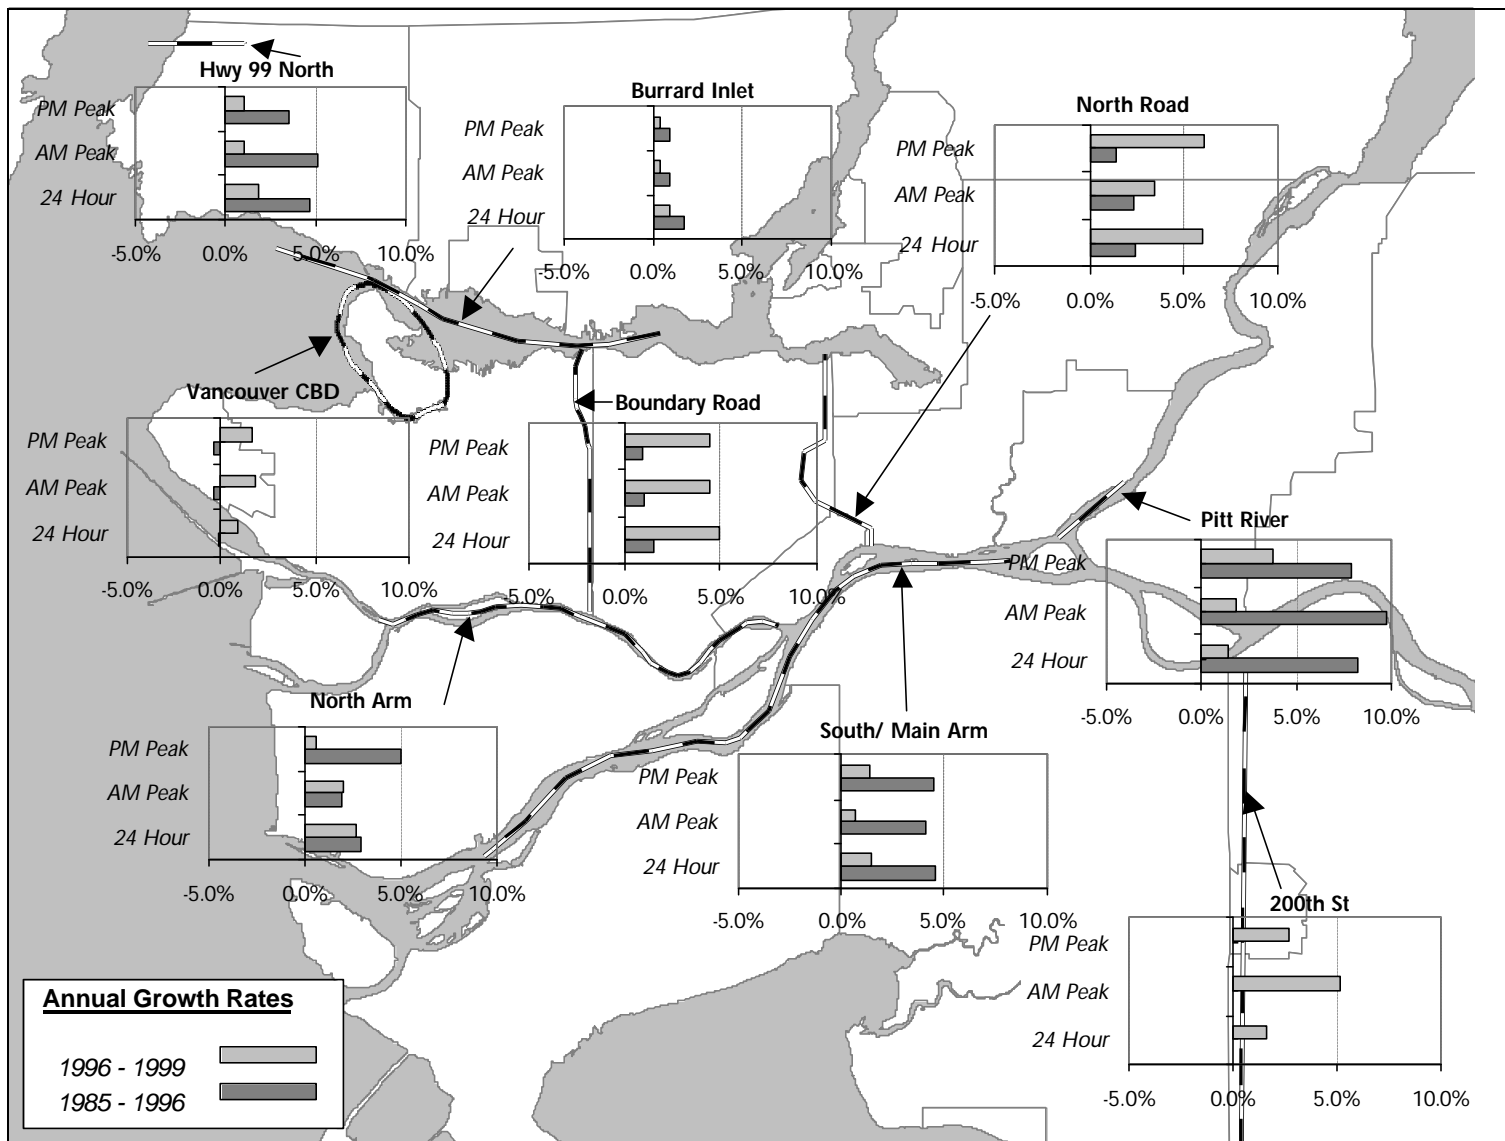 Hwy 99 North
PM Peak
AM Peak
24 Hour
-5.0% 0.0% 5.0% 10.0%
Burrard Inlet
PM Peak
AM Peak
24 Hour
-5.0% 0.0% 5.0% 10.0%
North Road
PM Peak
AM Peak
24 Hour
-5.0% 0.0% 5.0% 10.0%
Vancouver CBD
PM Peak
AM Peak
24 Hour
-5.0% 0.0% 5.0% 10.0%
Boundary Road
PM Peak
AM Peak
24 Hour
-5.0% 0.0% 5.0% 10.0%
Pitt River
PM Peak
AM Peak
24 Hour
-5.0% 0.0% 5.0% 10.0%
North Arm
PM Peak
AM Peak
24 Hour
-5.0% 0.0% 5.0% 10.0%
South/ Main Arm
PM Peak
AM Peak
24 Hour
-5.0% 0.0% 5.0% 10.0%
200th St
PM Peak
AM Peak
24 Hour
-5.0% 0.0% 5.0% 10.0%
Annual Growth Rates
1996 - 1999
1985 - 1996